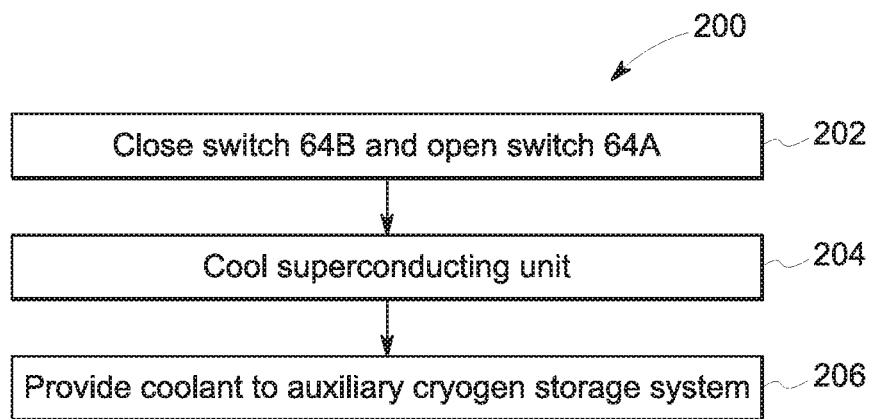 200
Close switch 64B and open switch 64A
202
Cool superconducting unit
204
Provide coolant to auxiliary cryogen storage system
206